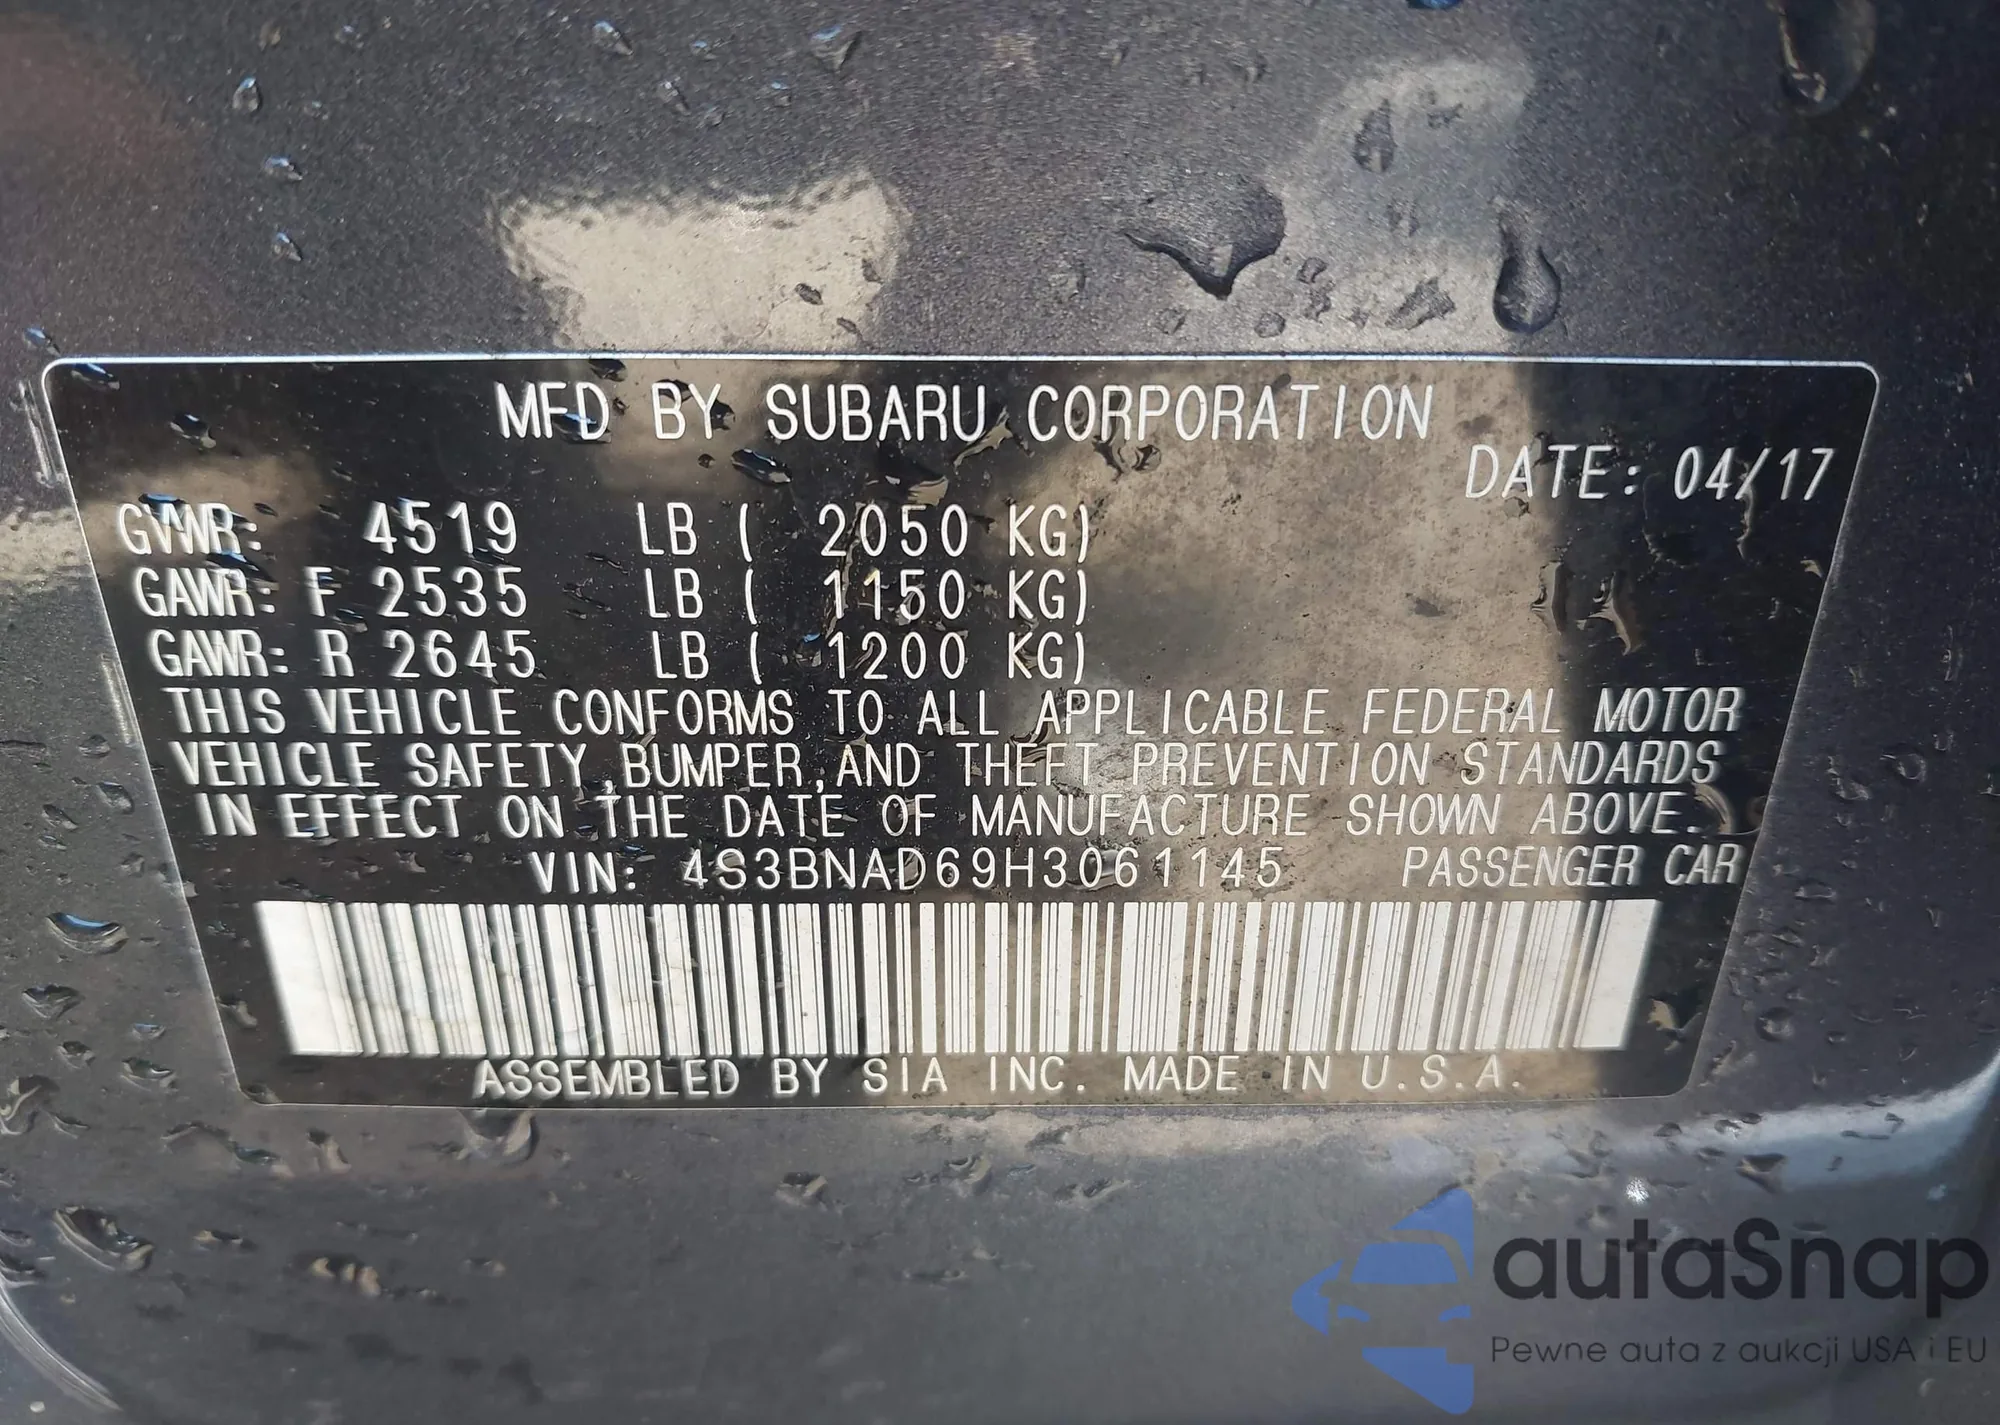 MFD BY SUBARU CORPORATION
DATE: 04/17
GVWR: 4519 LB ( 2050 KG)
GAWR: F 2535 LB ( 1150 KG)
GAWR: R 2645 LB ( 1200 KG)
THIS VEHICLE CONFORMS TO ALL APPLICABLE FEDERAL MOTOR
VEHICLE SAFETY,BUMPER,AND THEFT PREVENTION STANDARDS
IN EFFECT ON THE DATE OF MANUFACTURE SHOWN ABOVE.
VIN: 4S3BNAD69H3061145 PASSENGER CAR
ASSEMBLED BY SIA INC. MADE IN U.S.A.
autaSnap
Pewne auta z aukcji USA i EU